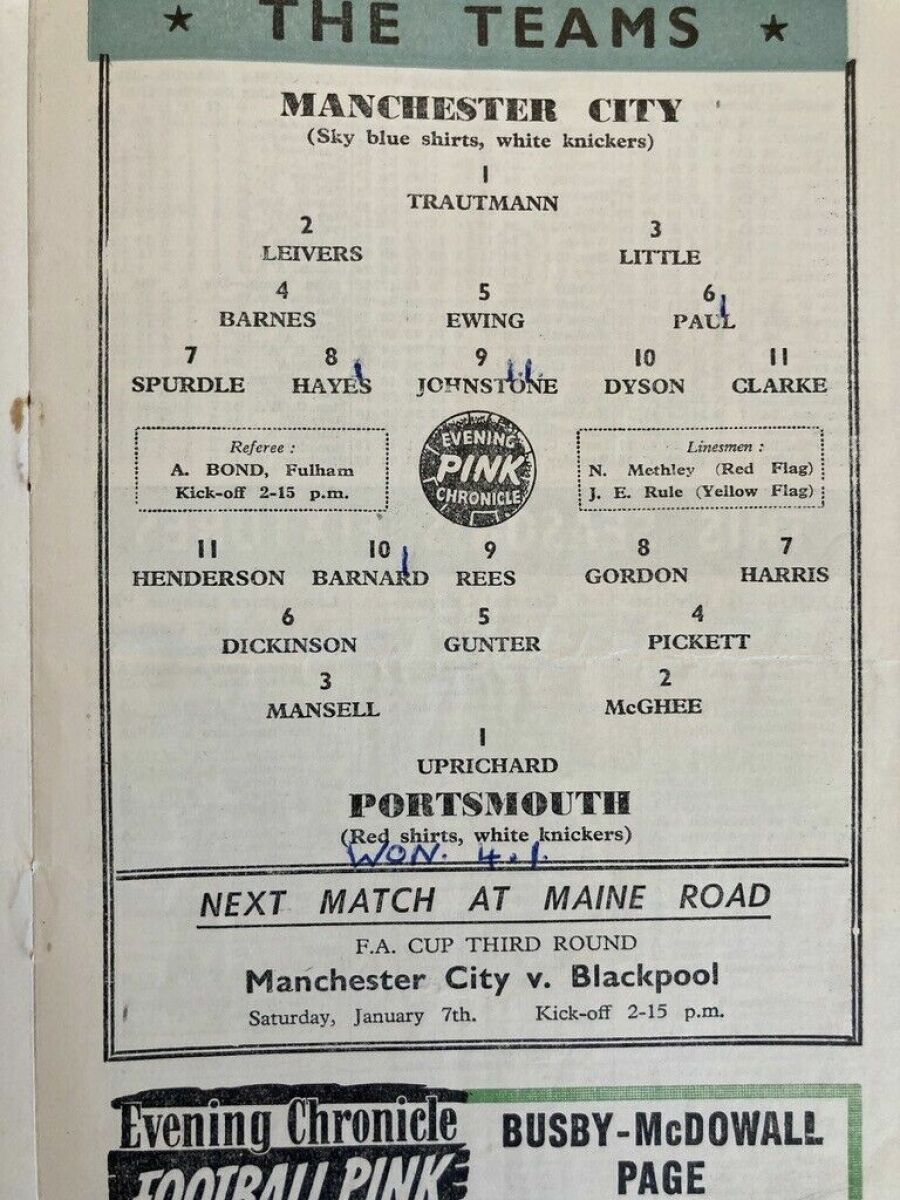 ★ THE TEAMS ★
MANCHESTER CITY
(Sky blue shirts, white knickers)
1
TRAUTMANN
2 3
LEIVERS LITTLE
4 5 6
BARNES EWING PAUL
7 8 9 10 11
SPURDLE HAYES JOHNSTONE DYSON CLARKE
Referee :
A. BOND, Fulham
Kick-off 2-15 p.m.
EVENING
PINK
CHRONICLE
Linesmen :
N. Methley (Red Flag)
J. E. Rule (Yellow Flag)
11 10 9 8 7
HENDERSON BARNARD REES GORDON HARRIS
6 5 4
DICKINSON GUNTER PICKETT
3 2
MANSELL McGHEE
1
UPRICHARD
PORTSMOUTH
(Red shirts, white knickers)
WON. 4.1.
NEXT MATCH AT MAINE ROAD
F.A. CUP THIRD ROUND
Manchester City v. Blackpool
Saturday, January 7th. Kick-off 2-15 p.m.
Evening Chronicle
FOOTBALL PINK
BUSBY-McDOWALL
PAGE